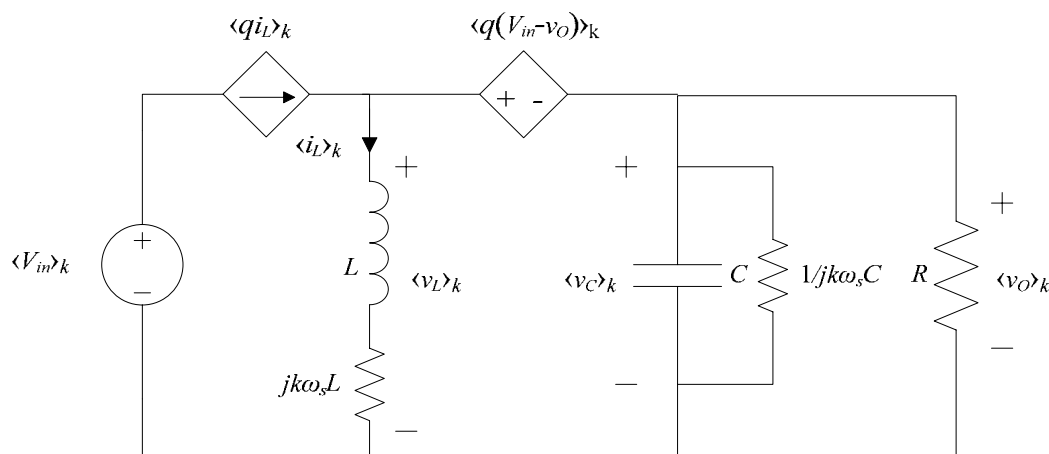 ‹qi_L›_k
‹q(V_in-v_O)›_k
+ -
‹i_L›_k
+
+
+
+
‹V_in›_k
−
L
‹v_L›_k
‹v_C›_k
C
1/jkω_sC
R
‹v_O›_k
jkω_sL
−
−
−